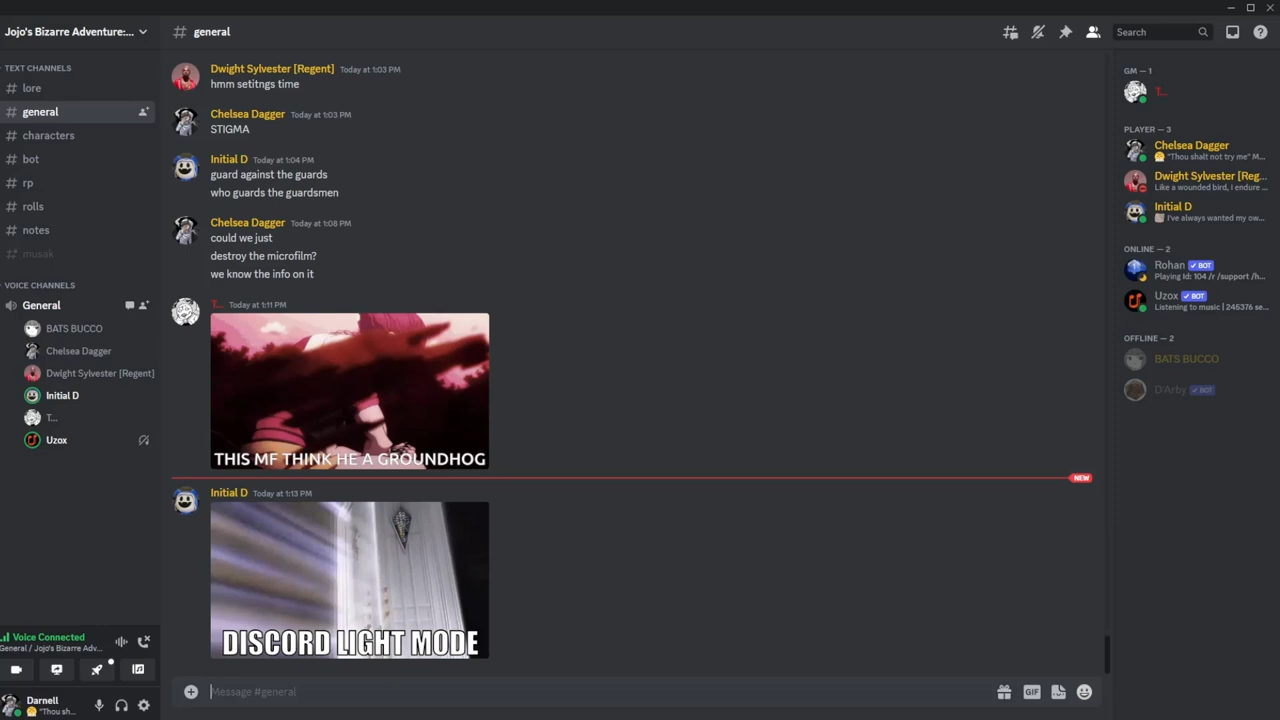 Jojo's Bizarre Adventure:...
general
Search
TEXT CHANNELS
lore
general
characters
bot
rp
rolls
notes
musak
VOICE CHANNELS
General
BATS BUCCO
Chelsea Dagger
Dwight Sylvester [Regent]
Initial D
T...
Uzox
Voice Connected
General / Jojo's Bizarre Adv...
Darnell
"Thou sh...
Dwight Sylvester [Regent] Today at 1:03 PM
hmm setitngs time
Chelsea Dagger Today at 1:03 PM
STIGMA
Initial D Today at 1:04 PM
guard against the guards
who guards the guardsmen
Chelsea Dagger Today at 1:08 PM
could we just
destroy the microfilm?
we know the info on it
T... Today at 1:11 PM
THIS MF THINK HE A GROUNDHOG
NEW
Initial D Today at 1:13 PM
DISCORD LIGHT MODE
Message #general
GIF
GM — 1
T...
PLAYER — 3
Chelsea Dagger
"Thou shalt not try me" M...
Dwight Sylvester [Reg...
Like a wounded bird, I endure ...
Initial D
I've always wanted my ow...
ONLINE — 2
Rohan BOT
Playing Id: 104 /r /support /h...
Uzox BOT
Listening to music | 245376 se...
OFFLINE — 2
BATS BUCCO
D'Arby BOT